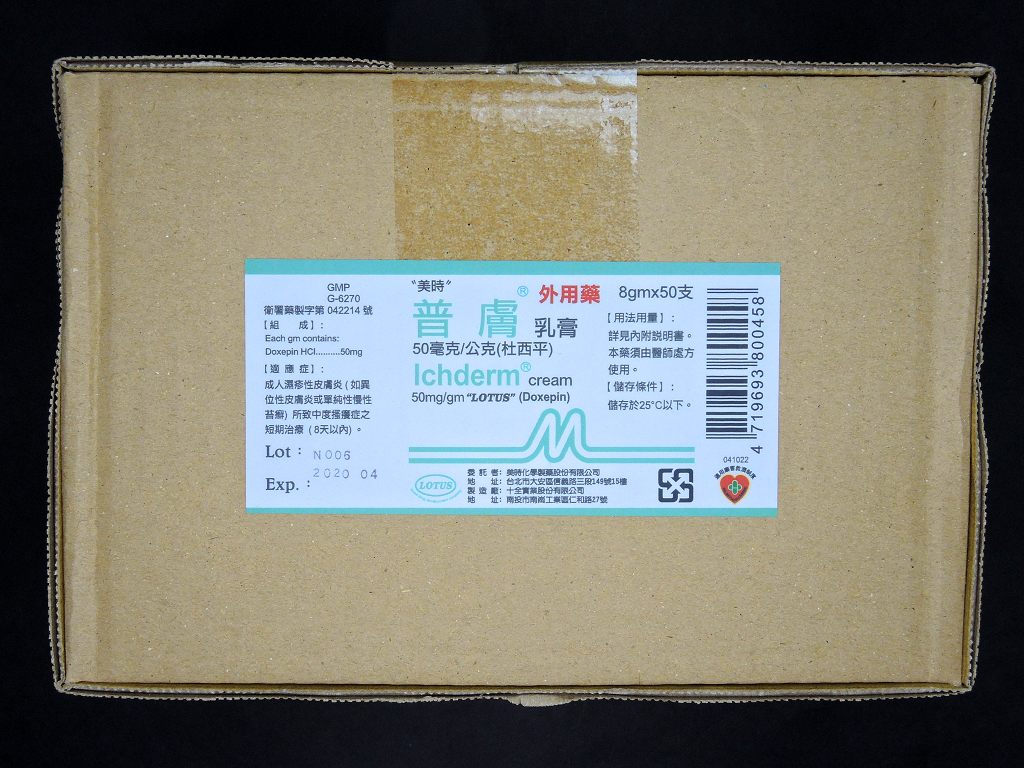 GMP
G-6270
衛署藥製字第 042214 號
【組　成】：
Each gm contains:
Doxepin HCl..........50mg
【適 應 症】：
成人濕疹性皮膚炎 ( 如異
位性皮膚炎或單純性慢性
苔癬 ) 所致中度搔癢症之
短期治療（ 8天以內 ）。
Lot : N006
Exp. : 2020 04
"美時"
普膚® 乳膏
外用藥
50毫克/公克(杜西平)
Ichderm® cream
50mg/gm "LOTUS" (Doxepin)
LOTUS
委 託 者: 美時化學製藥股份有限公司
地　　址: 台北市大安區信義路三段149號15樓
製 造 廠: 十全實業股份有限公司
地　　址: 南投市南崗工業區仁和路27號
8gmx50支
【 用法用量 】：
詳見內附說明書。
本藥須由醫師處方
使用。
【 儲存條件 】：
儲存於25°C以下。
4 719693 800458
041022